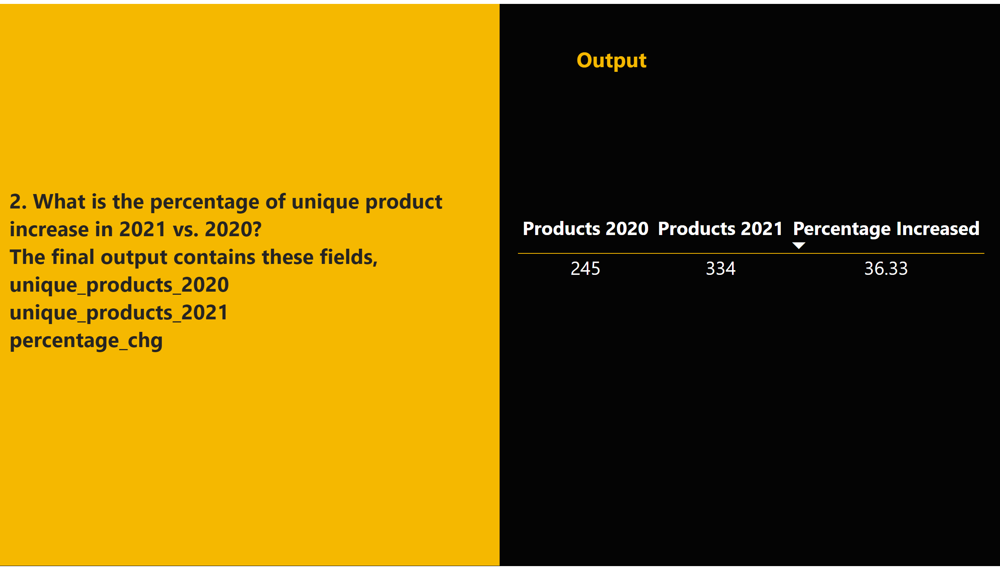 2. What is the percentage of unique product
increase in 2021 vs. 2020?
The final output contains these fields,
unique_products_2020
unique_products_2021
percentage_chg
Output
Products 2020 Products 2021 Percentage Increased
245 334 36.33